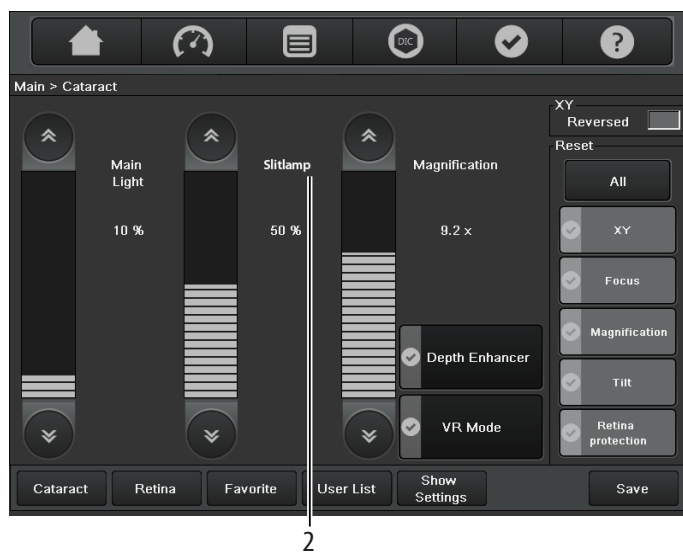 DIC
?
Main > Cataract
XY
Reversed
Reset
Main
Light
Slitlamp
Magnification
All
10 %
50 %
9.2 x
XY
Focus
Magnification
Depth Enhancer
Tilt
VR Mode
Retina
protection
Cataract
Retina
Favorite
User List
Show
Settings
Save
2